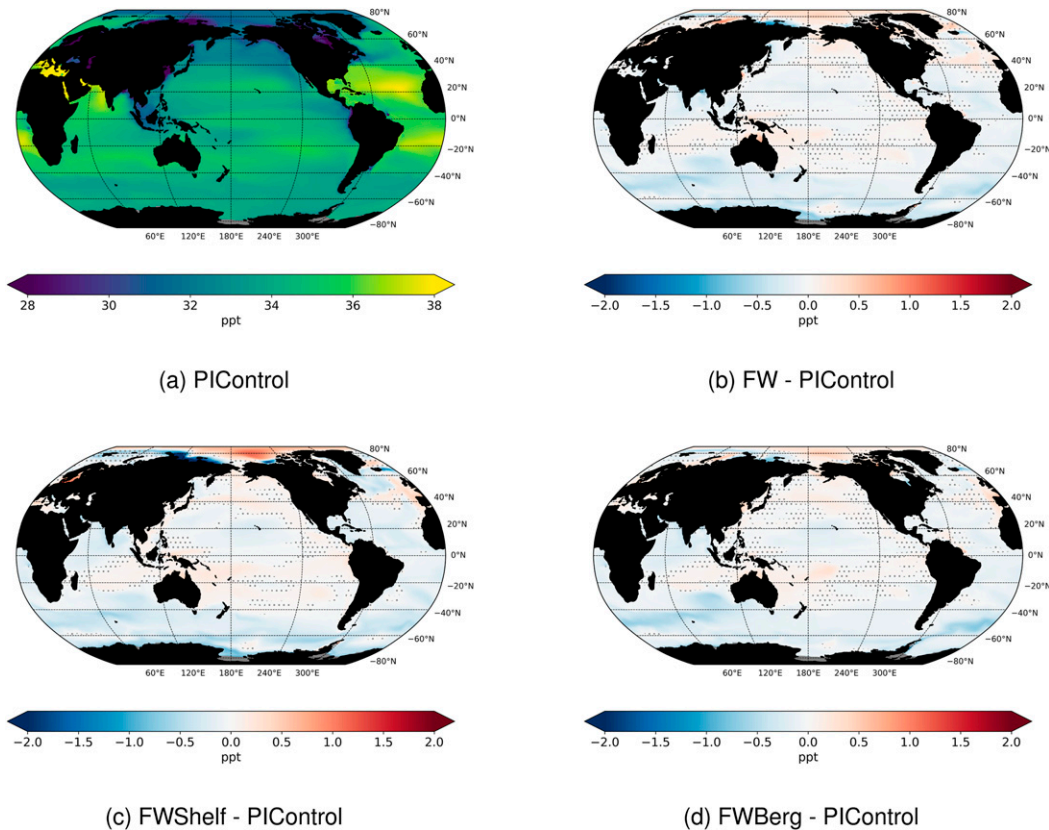 80°N
60°N
40°N
20°N
0°N
−20°N
−40°N
−60°N
−80°N
60°E 120°E 180°E 240°E 300°E
28 30 32 34 36 38
ppt
(a) PIControl
80°N
60°N
40°N
20°N
0°N
−20°N
−40°N
−60°N
−80°N
60°E 120°E 180°E 240°E 300°E
−2.0 −1.5 −1.0 −0.5 0.0 0.5 1.0 1.5 2.0
ppt
(b) FW - PIControl
80°N
60°N
40°N
20°N
0°N
−20°N
−40°N
−60°N
−80°N
60°E 120°E 180°E 240°E 300°E
−2.0 −1.5 −1.0 −0.5 0.0 0.5 1.0 1.5 2.0
ppt
(c) FWShelf - PIControl
80°N
60°N
40°N
20°N
0°N
−20°N
−40°N
−60°N
−80°N
60°E 120°E 180°E 240°E 300°E
−2.0 −1.5 −1.0 −0.5 0.0 0.5 1.0 1.5 2.0
ppt
(d) FWBerg - PIControl